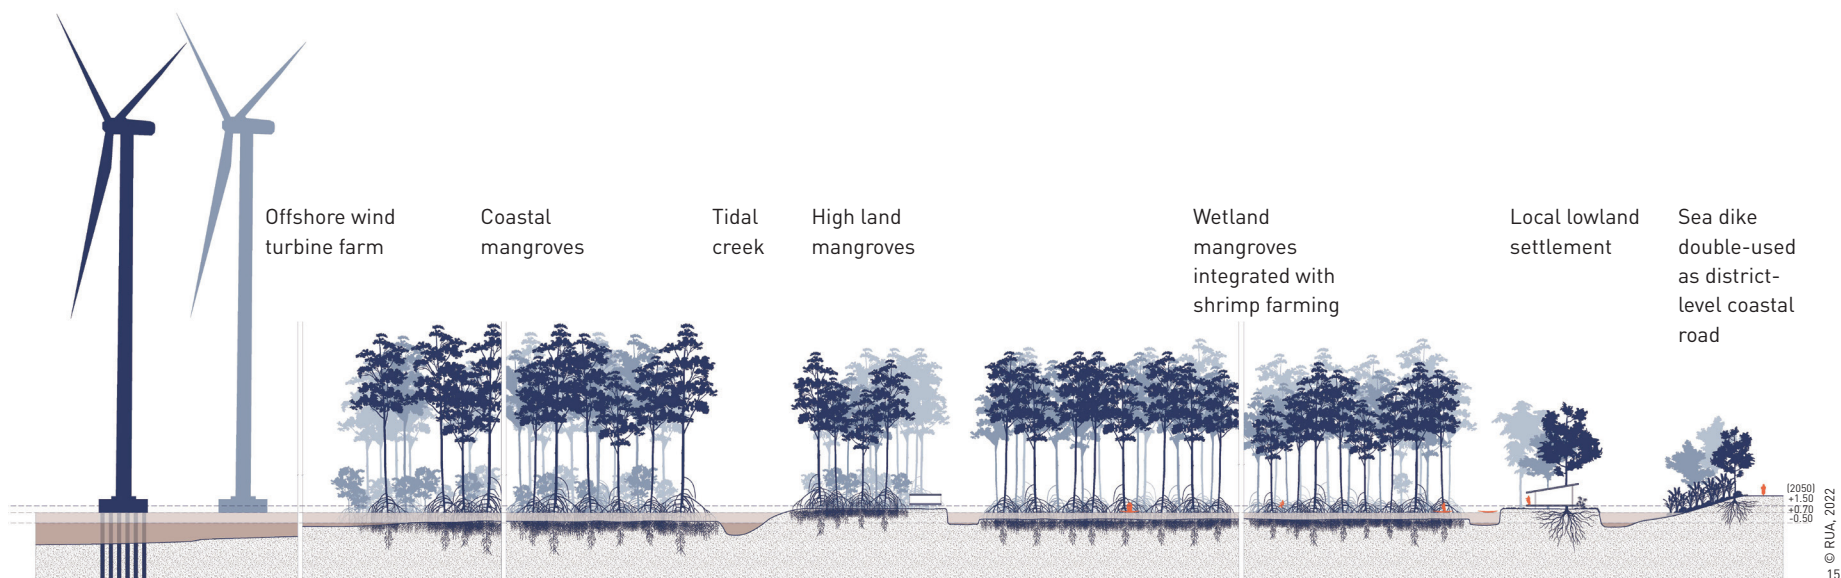 Offshore wind
turbine farm
Coastal
mangroves
Tidal
creek
High land
mangroves
Wetland
mangroves
integrated with
shrimp farming
Local lowland
settlement
Sea dike
double-used
as district-
level coastal
road
(2050)
+1.50
+0.70
-0.50
© RUA, 2022
15